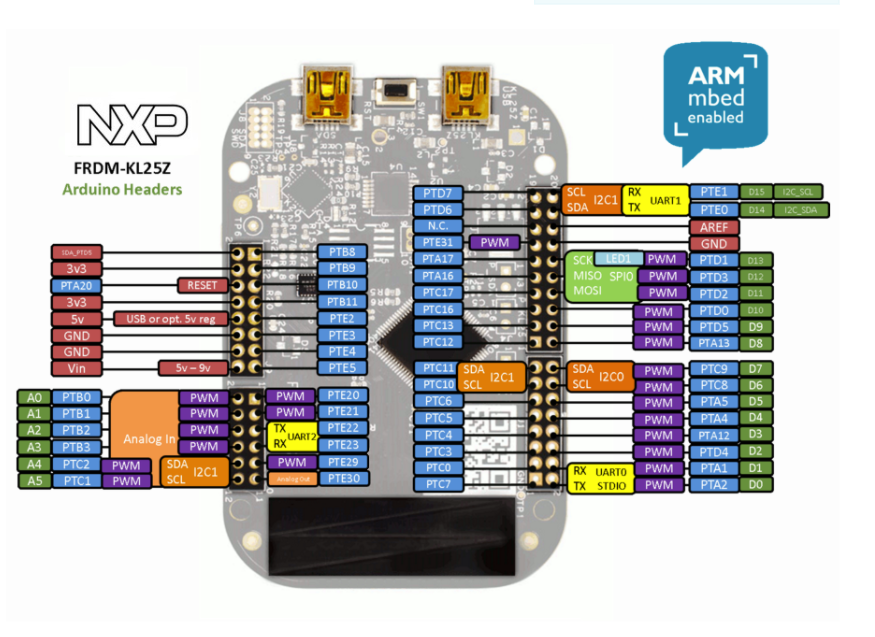 NXP
ARM
mbed
enabled
FRDM-KL25Z
Arduino Headers
PTD7 SCL I2C1 RX UART1 PTE1 D15 I2C_SCL
PTD6 SDA TX PTE0 D14 I2C_SDA
N.C. AREF
PTE31 PWM GND
PTA17 SCK LED1 PWM PTD1 D13
PTA16 MISO SPI0 PWM PTD3 D12
PTC17 MOSI PWM PTD2 D11
PTC16 PWM PTD0 D10
PTC13 PWM PTD5 D9
PTC12 PWM PTA13 D8
SDA_PTD5 PTB8
3v3 PTB9
PTA20 RESET PTB10
3v3 PTB11
5v USB or opt. 5v reg PTE2
GND PTE3
GND PTE4
Vin 5v – 9v PTE5
PTC11 SDA I2C1 SDA I2C0 PWM PTC9 D7
PTC10 SCL SCL PWM PTC8 D6
PTC6 PWM PTA5 D5
PTC5 PWM PTA4 D4
PTC4 PWM PTA12 D3
PTC3 PWM PTD4 D2
PTC0 RX UART0 PWM PTA1 D1
PTC7 TX STDIO PWM PTA2 D0
A0 PTB0 Analog In PWM PWM PTE20
A1 PTB1 PWM PWM PTE21
A2 PTB2 PWM TX UART2 PTE22
A3 PTB3 PWM RX PTE23
A4 PTC2 PWM SDA I2C1 PWM PTE29
A5 PTC1 PWM SCL Analog Out PTE30